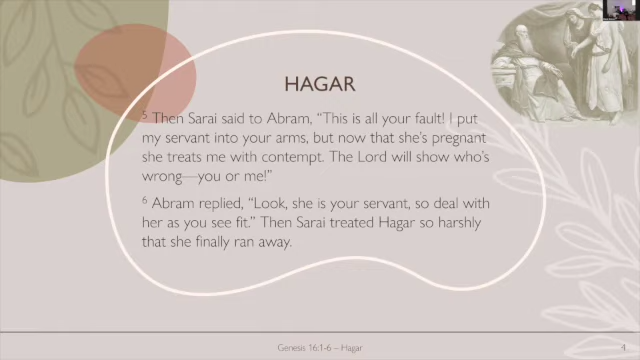 HAGAR
5 Then Sarai said to Abram, “This is all your fault! I put
my servant into your arms, but now that she’s pregnant
she treats me with contempt. The Lord will show who’s
wrong—you or me!”
6 Abram replied, “Look, she is your servant, so deal with
her as you see fit.” Then Sarai treated Hagar so harshly
that she finally ran away.
Genesis 16:1-6 – Hagar
4